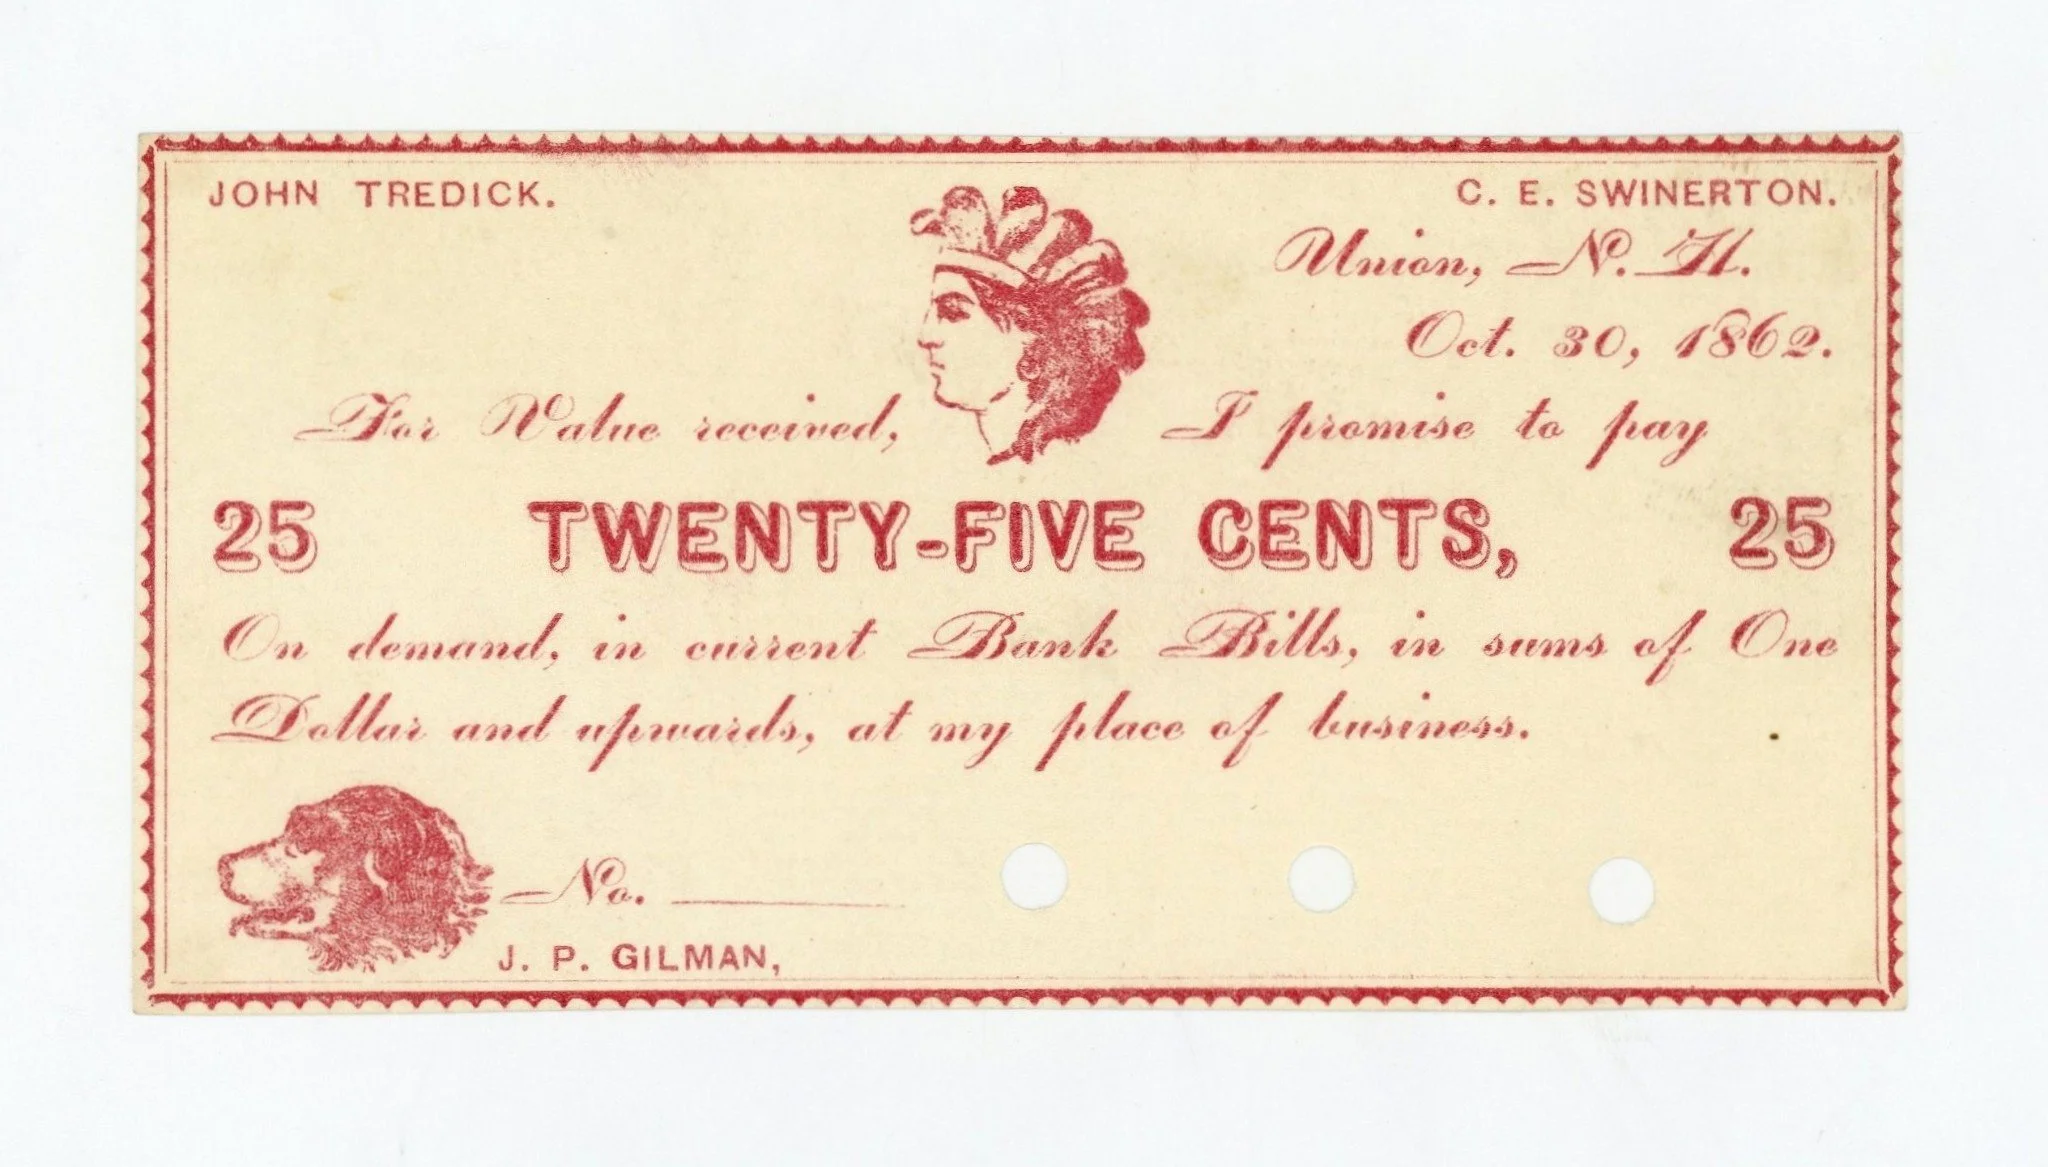 JOHN TREDICK.
C. E. SWINERTON.
Union, N. H.
Oct. 30, 1862.
For Value received, I promise to pay
25 TWENTY-FIVE CENTS, 25
On demand, in current Bank Bills, in sums of One
Dollar and upwards, at my place of business.
No.
J. P. GILMAN,